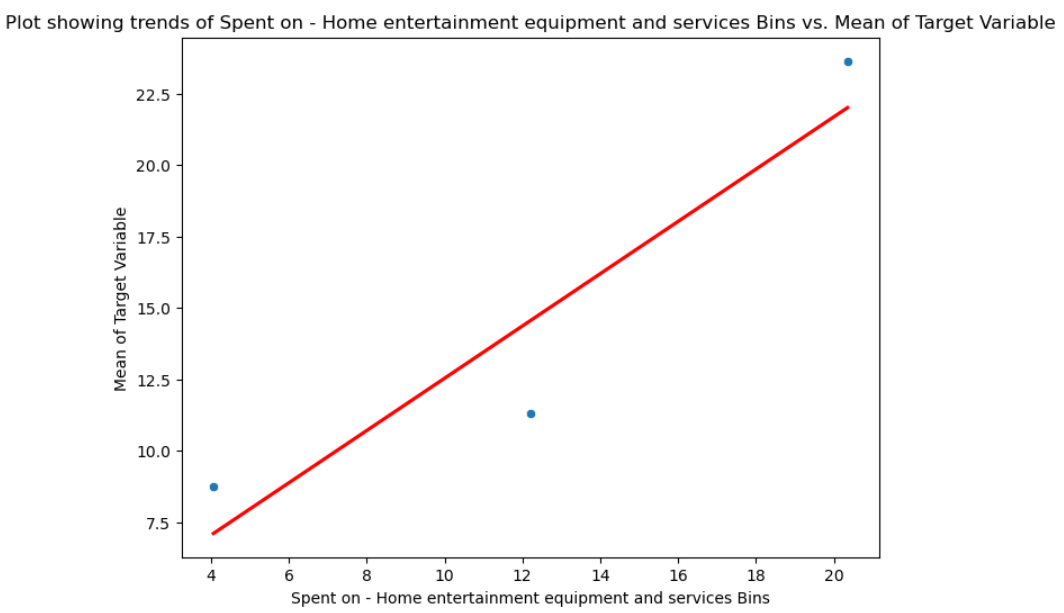 Plot showing trends of Spent on - Home entertainment equipment and services Bins vs. Mean of Target Variable
22.5
20.0
17.5
15.0
12.5
10.0
7.5
Mean of Target Variable
4 6 8 10 12 14 16 18 20
Spent on - Home entertainment equipment and services Bins